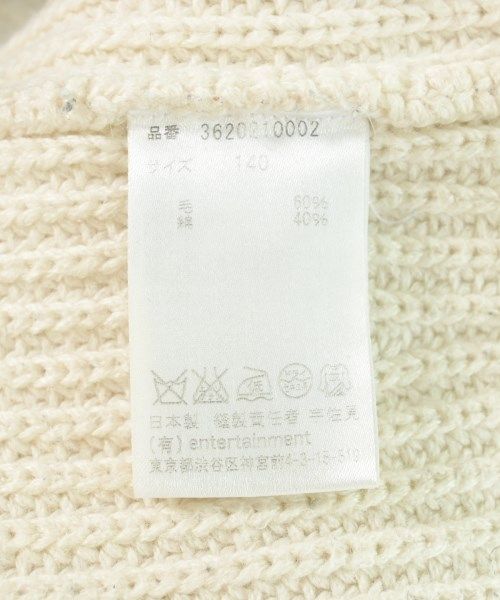 品番 3620210002
サイズ 140
毛 60%
綿 40%
日本製 縫製責任者 宇佐見
(有) entertainment
東京都渋谷区神宮前4-3-15-510